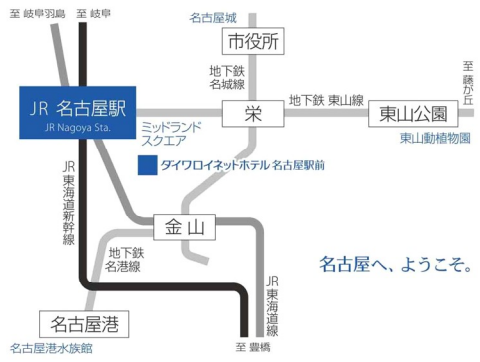 至 岐阜羽島
至 岐阜
名古屋城
市役所
地下鉄
名城線
至 藤が丘
JR 名古屋駅
JR Nagoya Sta.
栄
地下鉄 東山線
東山公園
東山動植物園
ミッドランド
スクエア
ダイワロイネットホテル 名古屋駅前
JR東海道新幹線
金山
地下鉄
名港線
名古屋へ、ようこそ。
JR東海道線
名古屋港
名古屋港水族館
至 豊橋